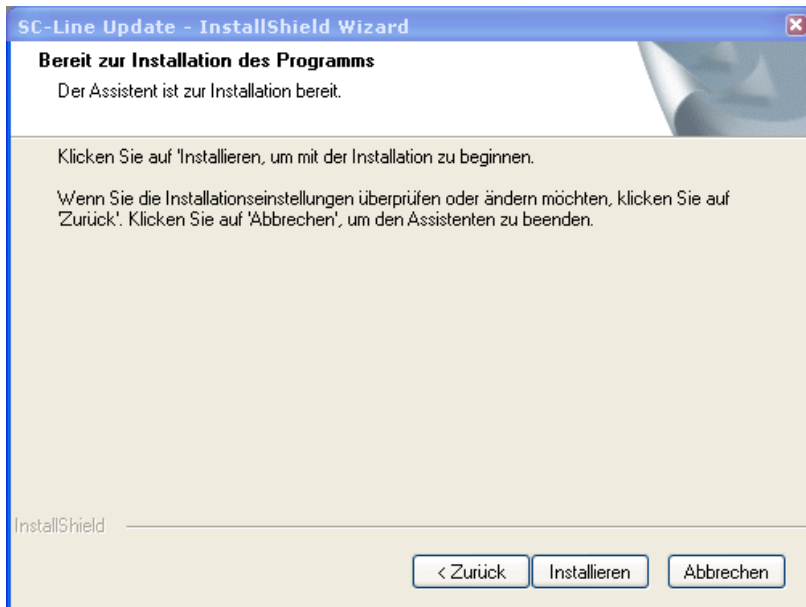 SC-Line Update - InstallShield Wizard
Bereit zur Installation des Programms
Der Assistent ist zur Installation bereit.
Klicken Sie auf 'Installieren, um mit der Installation zu beginnen.
Wenn Sie die Installationseinstellungen überprüfen oder ändern möchten, klicken Sie auf
'Zurück'. Klicken Sie auf 'Abbrechen', um den Assistenten zu beenden.
InstallShield
< Zurück
Installieren
Abbrechen